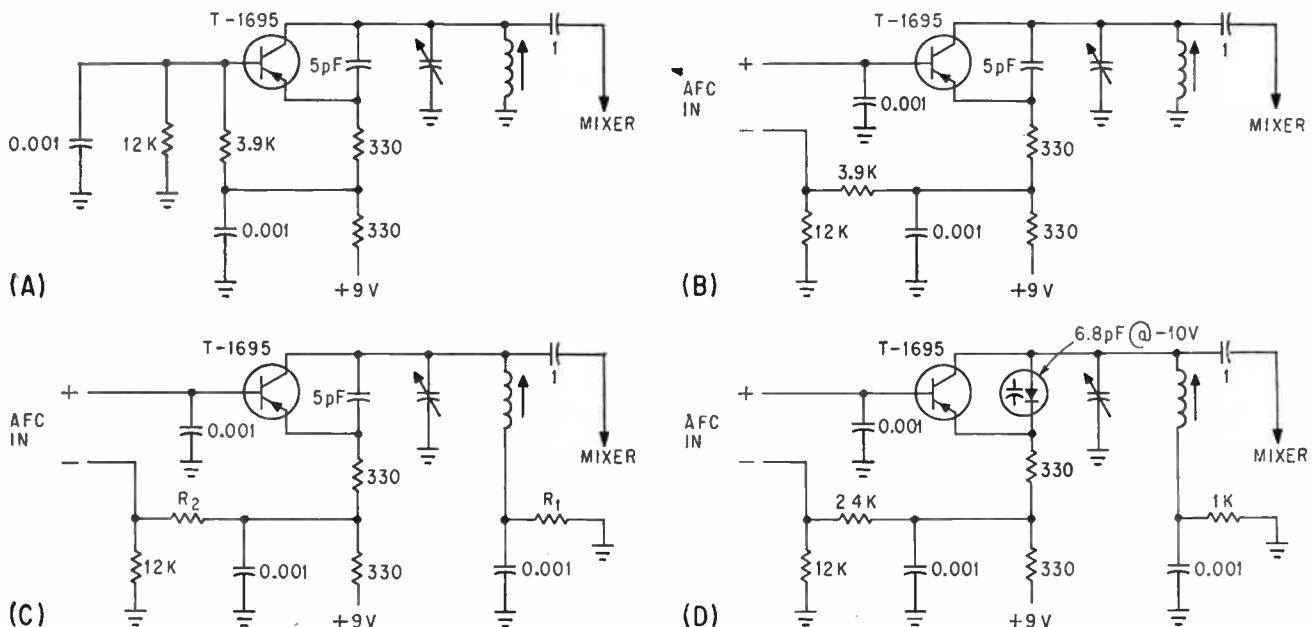 T-1695
5pF
0.001
12K
3.9K
330
0.001
330
+9V
1
MIXER
(A)
T-1695
+
AFC
IN
−
5pF
0.001
330
3.9K
12K
0.001
330
+9V
1
MIXER
(B)
T-1695
+
AFC
IN
−
5pF
0.001
330
R2
R1
12K
0.001
330
0.001
+9V
1
MIXER
(C)
6.8pF @ -10V
T-1695
+
AFC
IN
−
0.001
330
2.4K
1K
12K
0.001
330
0.001
+9V
1
MIXER
(D)